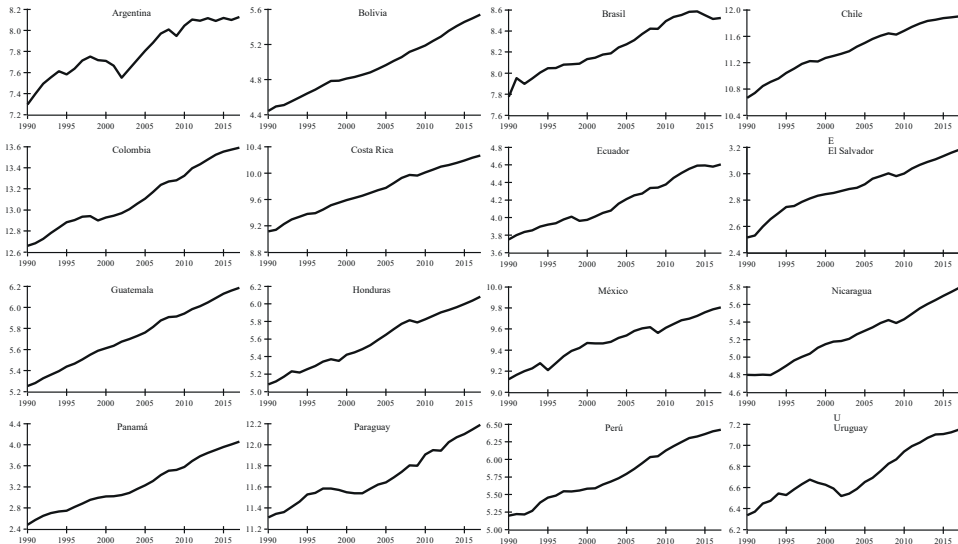 Argentina
8.2
8.0
7.8
7.6
7.4
7.2
1990 1995 2000 2005 2010 2015
Bolivia
5.6
5.2
4.8
4.4
1990 1995 2000 2005 2010 2015
Brasil
8.6
8.4
8.2
8.0
7.8
7.6
1990 1995 2000 2005 2010 2015
Chile
12.0
11.6
11.2
10.8
10.4
1990 1995 2000 2005 2010 2015
Colombia
13.6
13.4
13.2
13.0
12.8
12.6
1990 1995 2000 2005 2010 2015
Costa Rica
10.4
10.0
9.6
9.2
8.8
1990 1995 2000 2005 2010 2015
Ecuador
4.8
4.6
4.4
4.2
4.0
3.8
3.6
1990 1995 2000 2005 2010 2015
E
El Salvador
3.2
3.0
2.8
2.6
2.4
1990 1995 2000 2005 2010 2015
Guatemala
6.2
6.0
5.8
5.6
5.4
5.2
1990 1995 2000 2005 2010 2015
Honduras
6.2
6.0
5.8
5.6
5.4
5.2
5.0
1990 1995 2000 2005 2010 2015
México
10.0
9.8
9.6
9.4
9.2
9.0
1990 1995 2000 2005 2010 2015
Nicaragua
5.8
5.6
5.4
5.2
5.0
4.8
4.6
1990 1995 2000 2005 2010 2015
Panamá
4.4
4.0
3.6
3.2
2.8
2.4
1990 1995 2000 2005 2010 2015
Paraguay
12.2
12.0
11.8
11.6
11.4
11.2
1990 1995 2000 2005 2010 2015
Perú
6.50
6.25
6.00
5.75
5.50
5.25
5.00
1990 1995 2000 2005 2010 2015
U
Uruguay
7.2
7.0
6.8
6.6
6.4
6.2
1990 1995 2000 2005 2010 2015